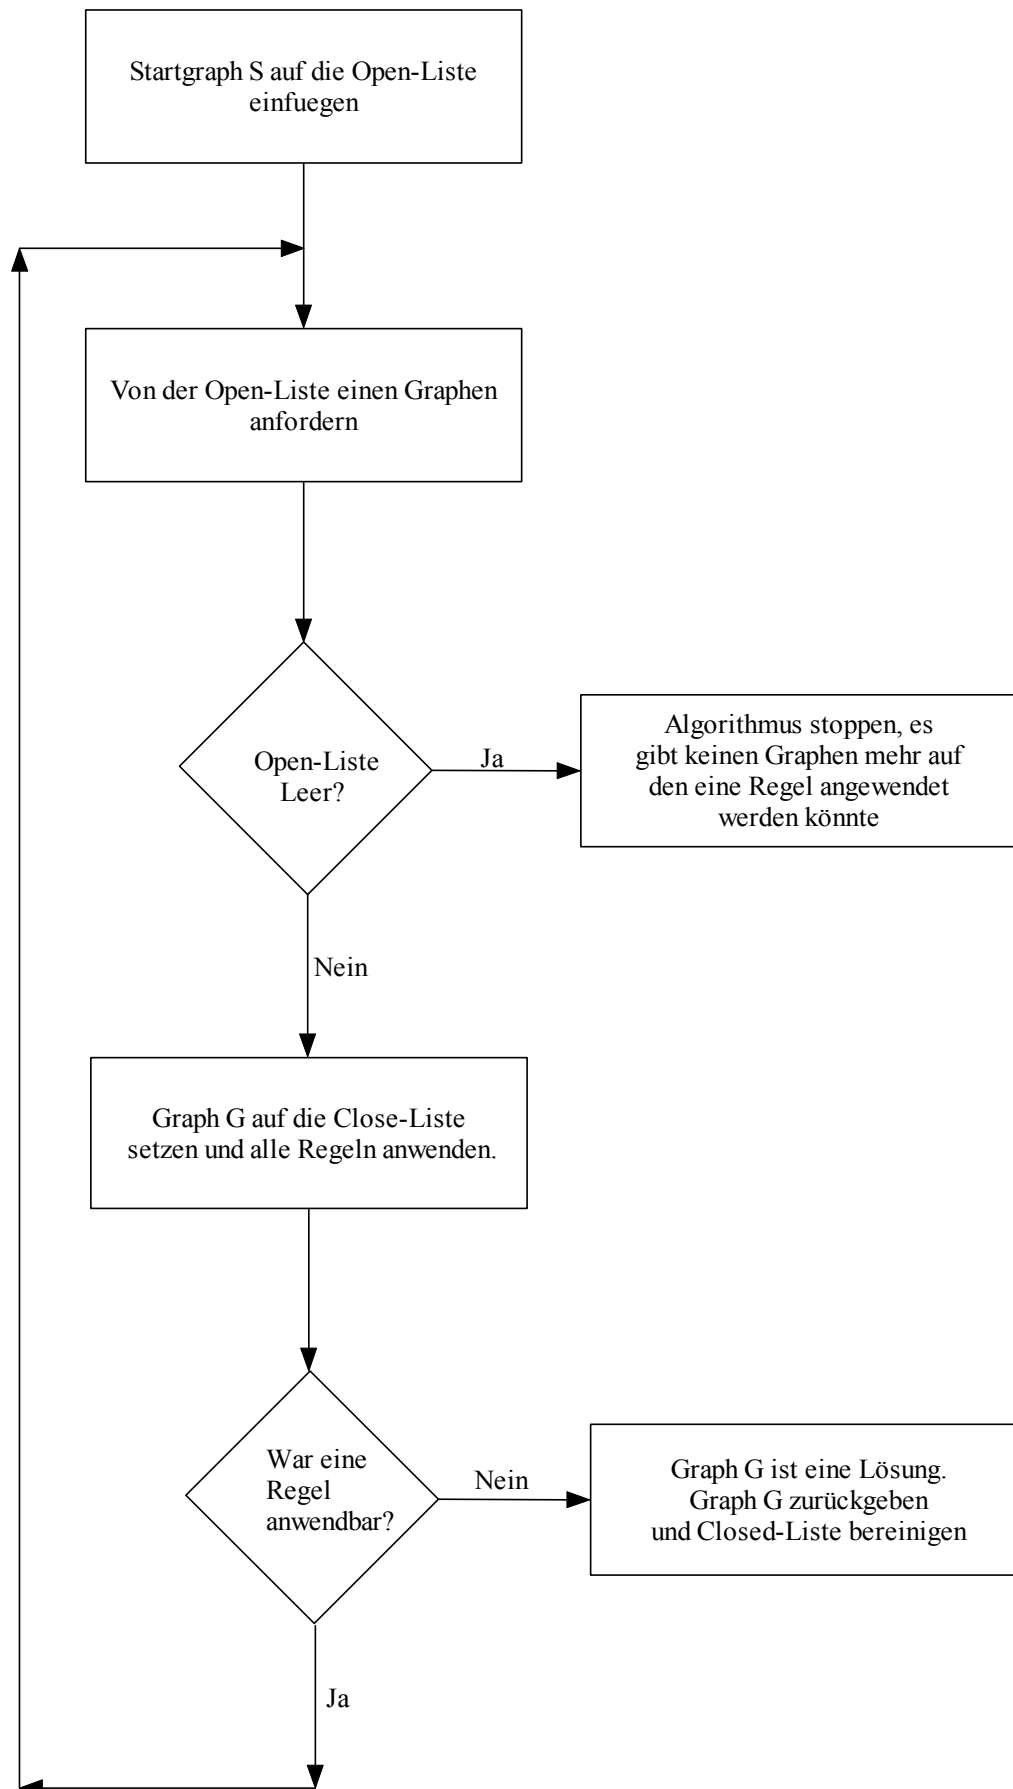 Startgraph S auf die Open-Liste
einfuegen
Von der Open-Liste einen Graphen
anfordern
Open-Liste
Leer?
Ja
Algorithmus stoppen, es
gibt keinen Graphen mehr auf
den eine Regel angewendet
werden könnte
Nein
Graph G auf die Close-Liste
setzen und alle Regeln anwenden.
War eine
Regel
anwendbar?
Nein
Graph G ist eine Lösung.
Graph G zurückgeben
und Closed-Liste bereinigen
Ja